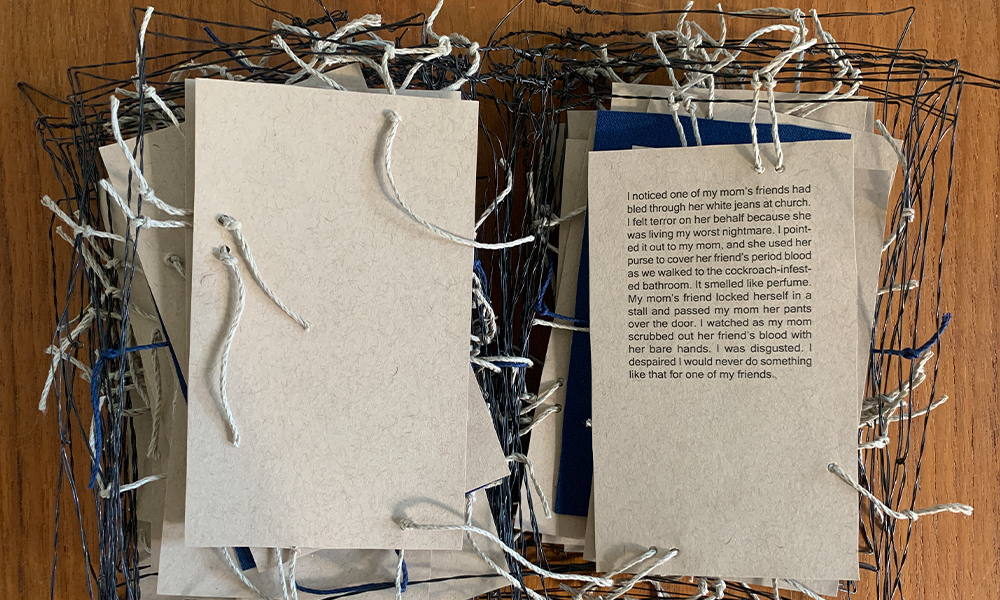 I noticed one of my mom's friends had
bled through her white jeans at church.
I felt terror on her behalf because she
was living my worst nightmare. I point-
ed it out to my mom, and she used her
purse to cover her friend's period blood
as we walked to the cockroach-infest-
ed bathroom. It smelled like perfume.
My mom's friend locked herself in a
stall and passed my mom her pants
over the door. I watched as my mom
scrubbed out her friend's blood with
her bare hands. I was disgusted. I
despaired I would never do something
like that for one of my friends.